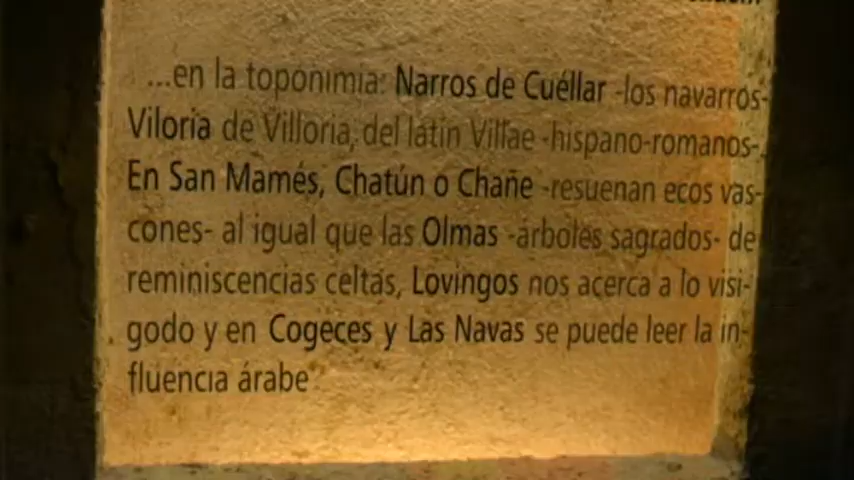 ...en la toponimia: Narros de Cuéllar -los navarros-
Viloria de Villoria, del latín Villae -hispano-romanos-.
En San Mamés, Chatún o Chañe -resuenan ecos vas-
cones- al igual que las Olmas -árboles sagrados- de
reminiscencias celtas, Lovingos nos acerca a lo visi-
godo y en Cogeces y Las Navas se puede leer la in-
fluencia árabe